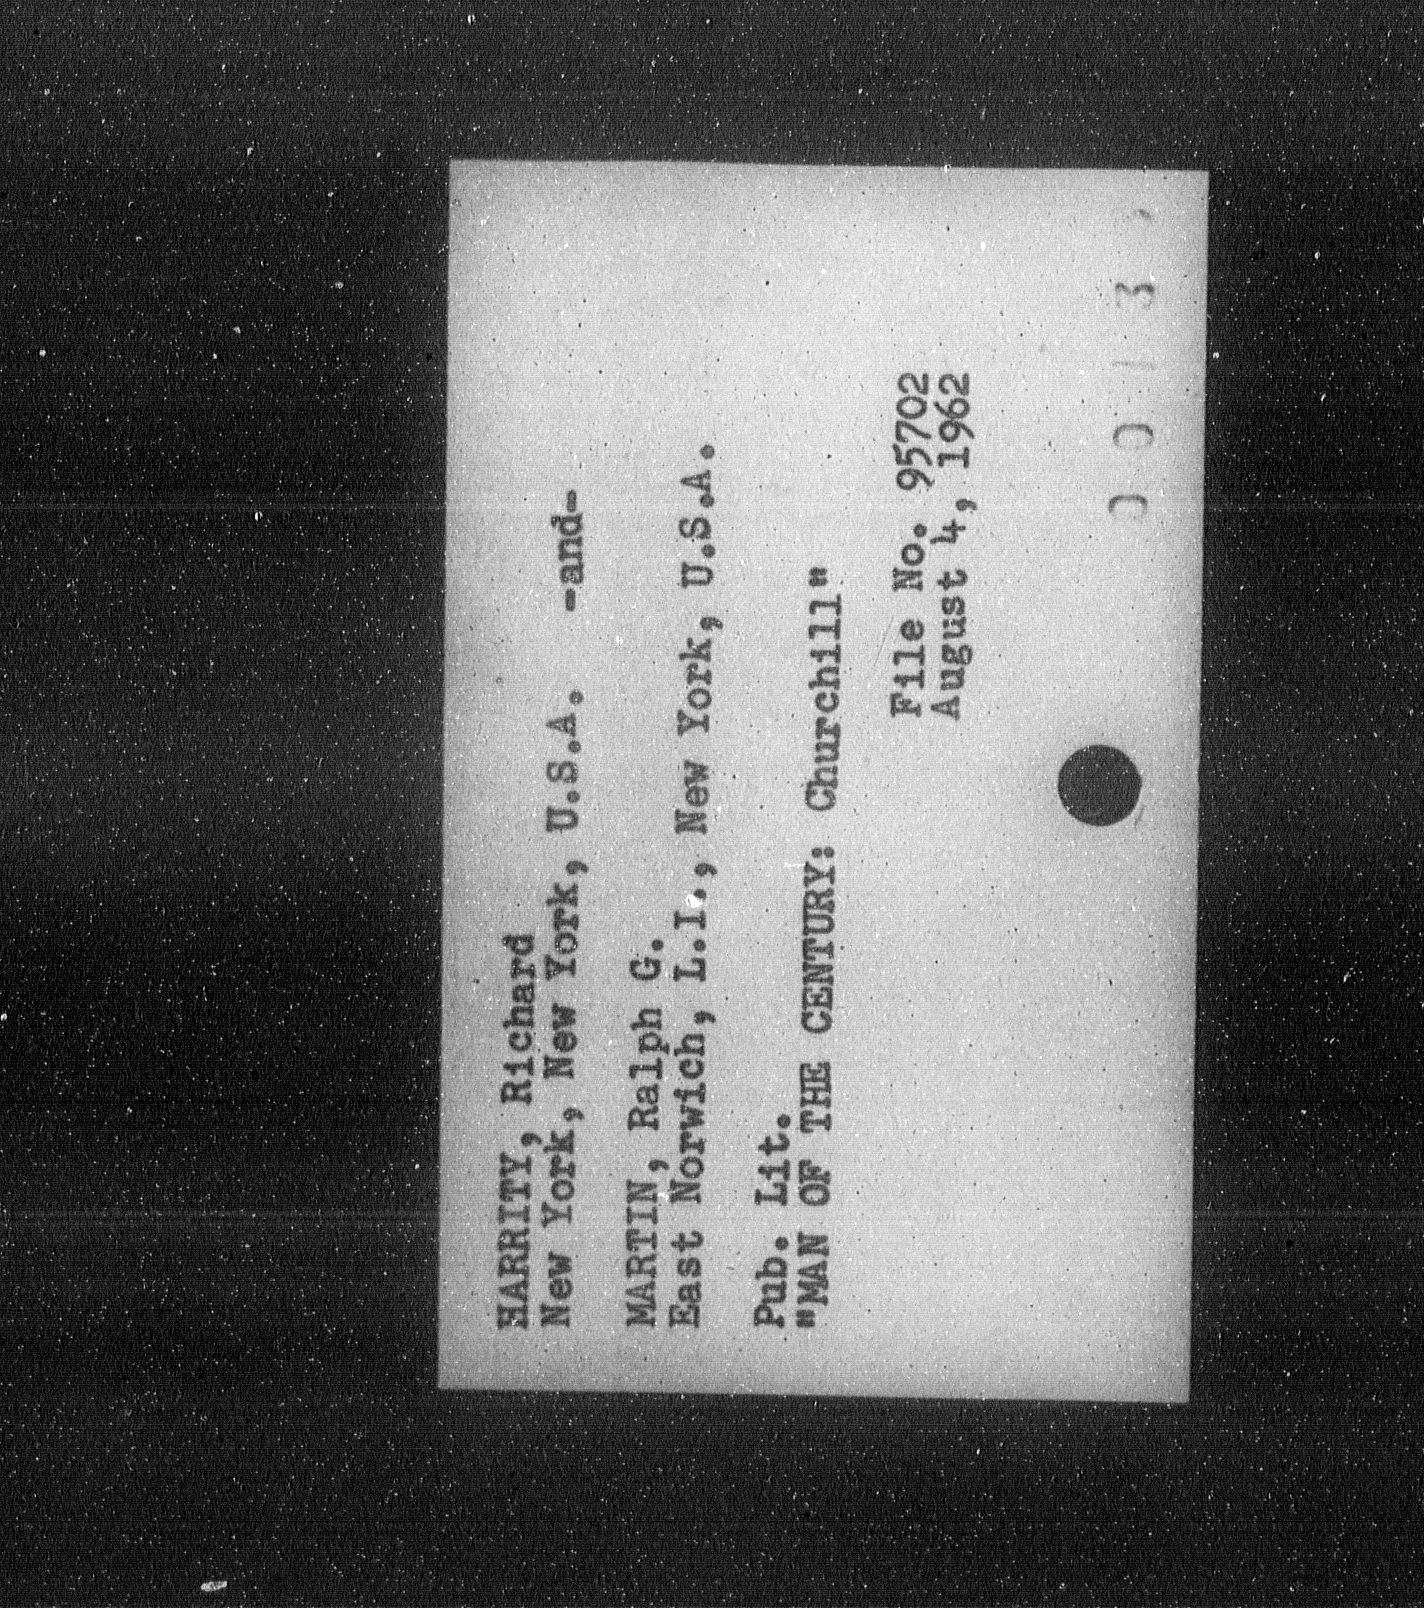 HARRITY, Richard
New York, New York, U.S.A. -and-
MARTIN, Ralph G.
East Norwich, L.I., New York, U.S.A.
Pub. Lit.
"MAN OF THE CENTURY: Churchill"
File No. 95702
August 4, 1962